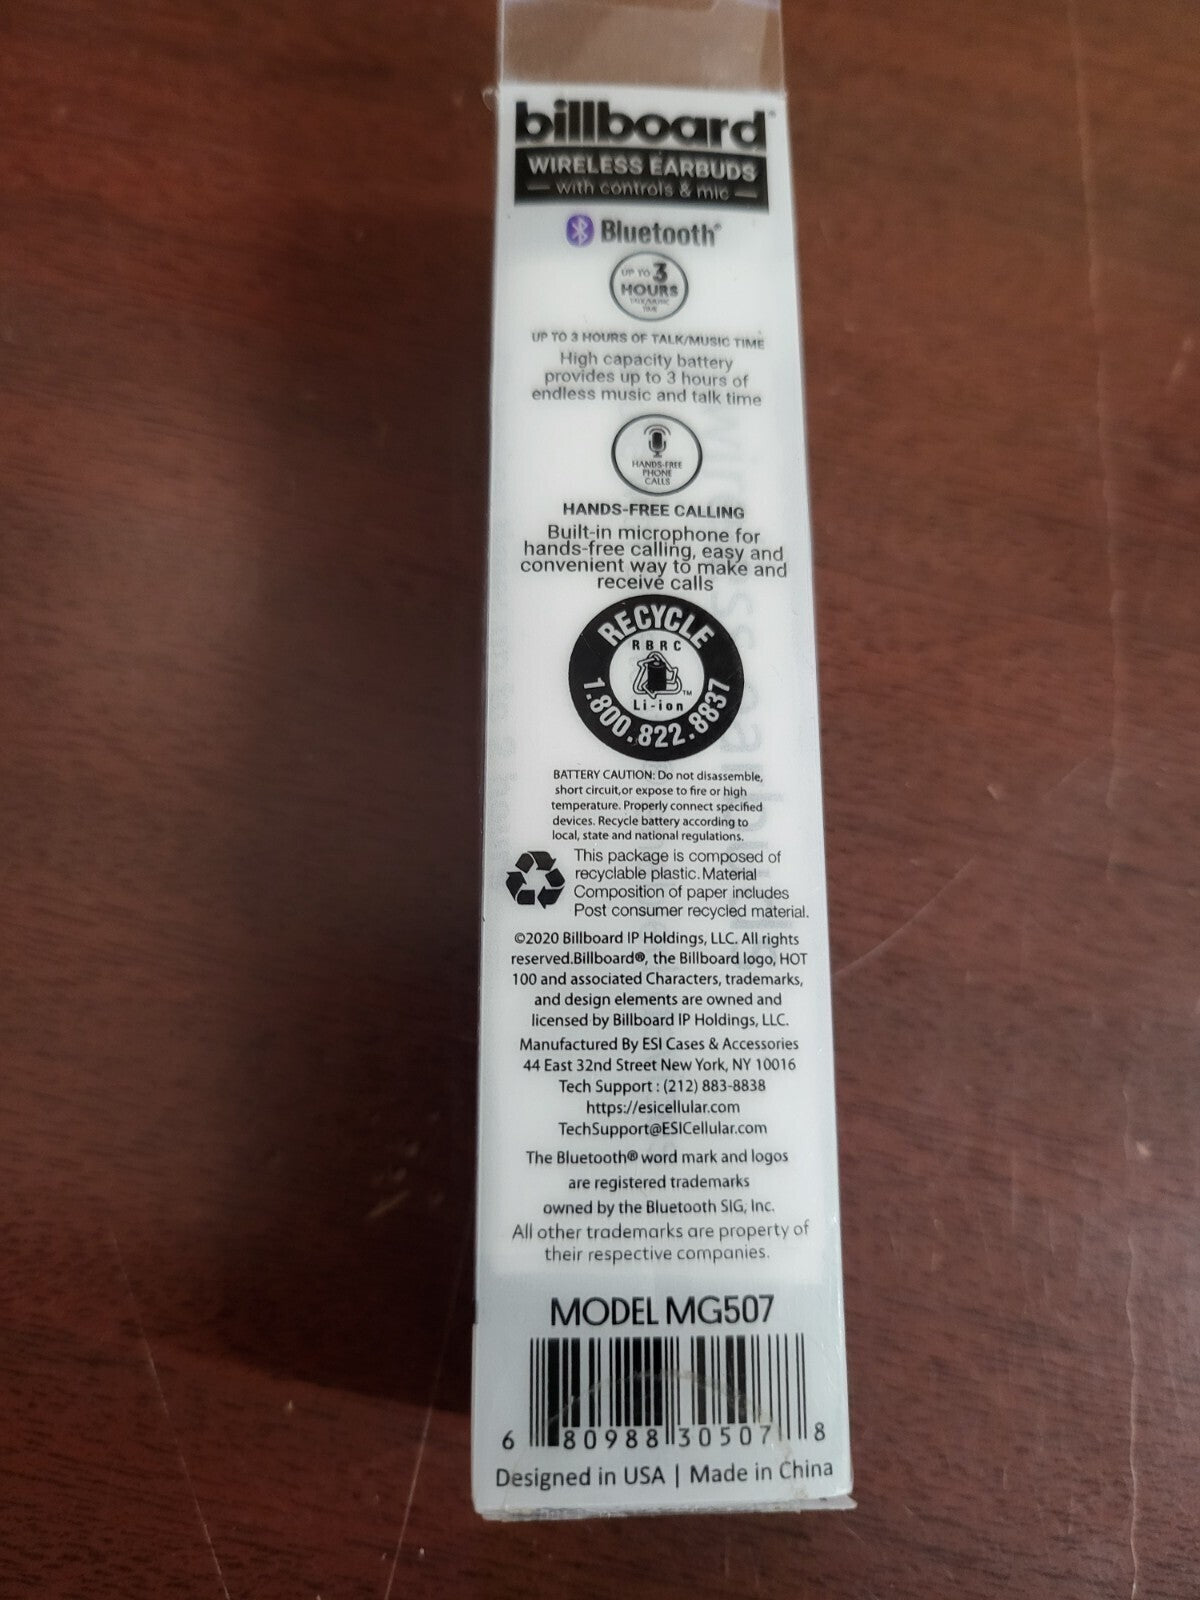 billboard®
WIRELESS EARBUDS
— with controls & mic —
Bluetooth®
UP TO 3
HOURS
TALK/MUSIC
TIME
UP TO 3 HOURS OF TALK/MUSIC TIME
High capacity battery
provides up to 3 hours of
endless music and talk time
HANDS-FREE
PHONE
CALLS
HANDS-FREE CALLING
Built-in microphone for
hands-free calling, easy and
convenient way to make and
receive calls
RECYCLE
RBRC
TM
Li-ion
1.800.822.8837
BATTERY CAUTION: Do not disassemble,
short circuit,or expose to fire or high
temperature. Properly connect specified
devices. Recycle battery according to
local, state and national regulations.
This package is composed of
recyclable plastic. Material
Composition of paper includes
Post consumer recycled material.
©2020 Billboard IP Holdings, LLC. All rights
reserved.Billboard®, the Billboard logo, HOT
100 and associated Characters, trademarks,
and design elements are owned and
licensed by Billboard IP Holdings, LLC.
Manufactured By ESI Cases & Accessories
44 East 32nd Street New York, NY 10016
Tech Support : (212) 883-8838
https://esicellular.com
TechSupport@ESICellular.com
The Bluetooth® word mark and logos
are registered trademarks
owned by the Bluetooth SIG, Inc.
All other trademarks are property of
their respective companies.
MODEL MG507
6 80988 30507 8
Designed in USA | Made in China